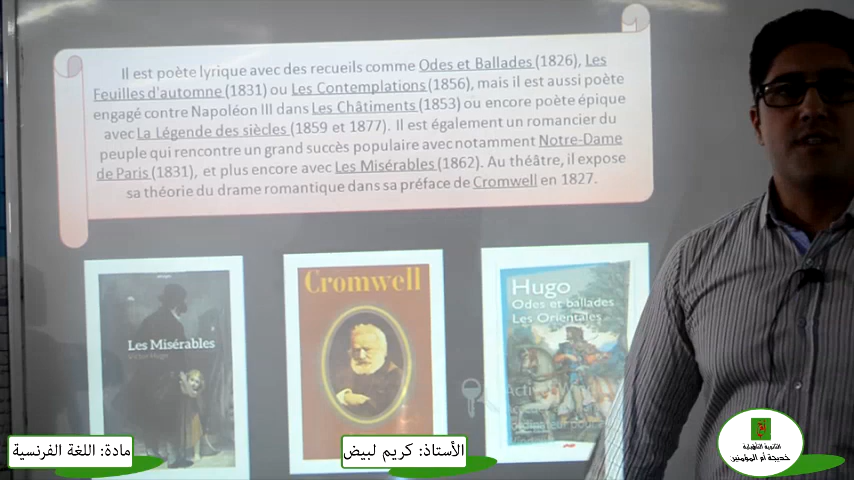 Il est poète lyrique avec des recueils comme Odes et Ballades (1826), Les
Feuilles d'automne (1831) ou Les Contemplations (1856), mais il est aussi poète
engagé contre Napoléon III dans Les Châtiments (1853) ou encore poète épique
avec La Légende des siècles (1859 et 1877). Il est également un romancier du
peuple qui rencontre un grand succès populaire avec notamment Notre-Dame
de Paris (1831), et plus encore avec Les Misérables (1862). Au théâtre, il expose
sa théorie du drame romantique dans sa préface de Cromwell en 1827.
Les Misérables
Victor Hugo
Cromwell
Hugo
Odes et ballades
Les Orientales
مادة: اللغة الفرنسية
الأستاذ: كريم لبيض
الثانوية التأهيلية
خديجة أم المؤمنين